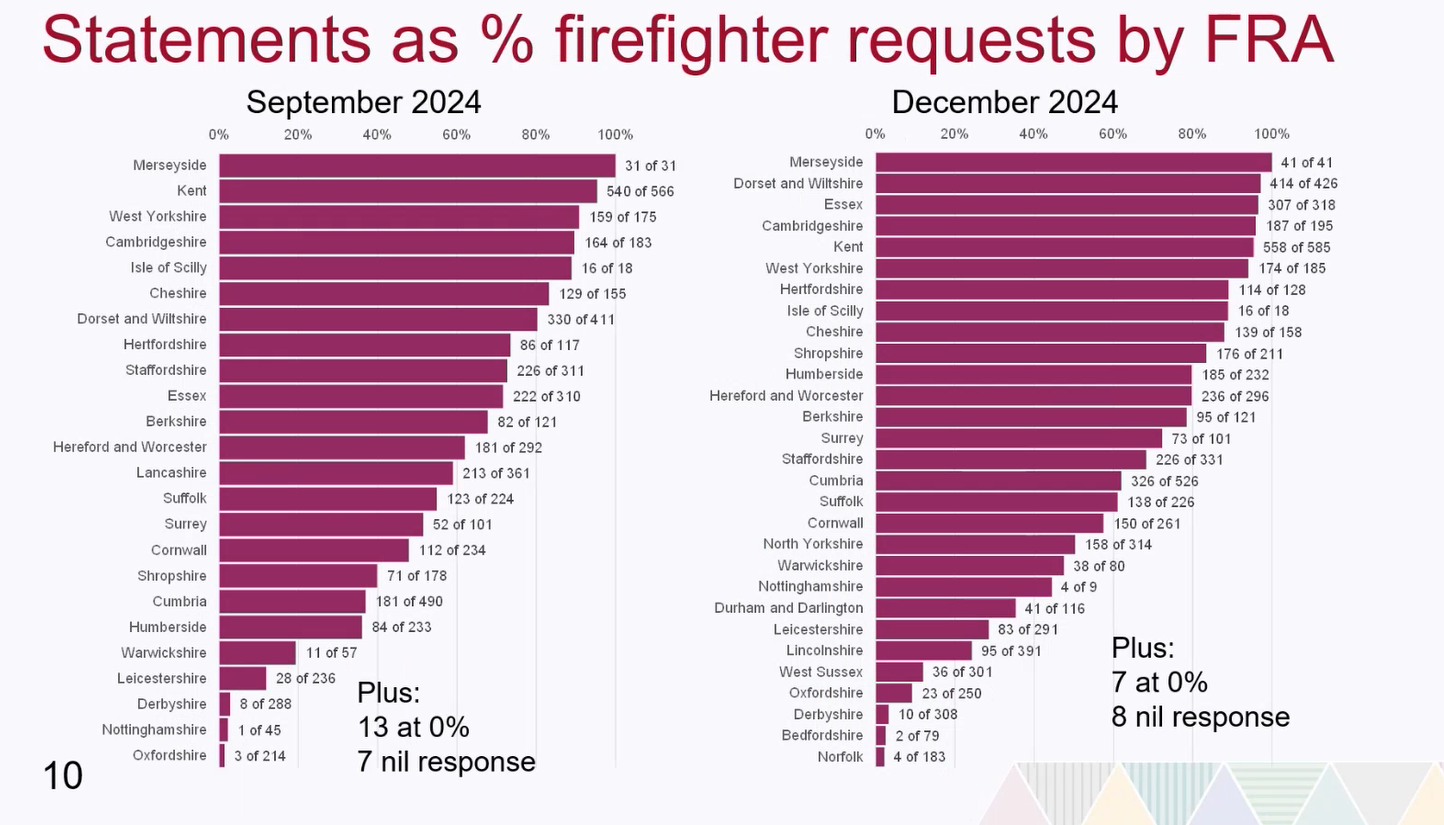 Statements as % firefighter requests by FRA
September 2024
0% 20% 40% 60% 80% 100%
Merseyside 31 of 31
Kent 540 of 566
West Yorkshire 159 of 175
Cambridgeshire 164 of 183
Isle of Scilly 16 of 18
Cheshire 129 of 155
Dorset and Wiltshire 330 of 411
Hertfordshire 86 of 117
Staffordshire 226 of 311
Essex 222 of 310
Berkshire 82 of 121
Hereford and Worcester 181 of 292
Lancashire 213 of 361
Suffolk 123 of 224
Surrey 52 of 101
Cornwall 112 of 234
Shropshire 71 of 178
Cumbria 181 of 490
Humberside 84 of 233
Warwickshire 11 of 57
Leicestershire 28 of 236
Derbyshire 8 of 288
Nottinghamshire 1 of 45
Oxfordshire 3 of 214
Plus:
13 at 0%
7 nil response
December 2024
0% 20% 40% 60% 80% 100%
Merseyside 41 of 41
Dorset and Wiltshire 414 of 426
Essex 307 of 318
Cambridgeshire 187 of 195
Kent 558 of 585
West Yorkshire 174 of 185
Hertfordshire 114 of 128
Isle of Scilly 16 of 18
Cheshire 139 of 158
Shropshire 176 of 211
Humberside 185 of 232
Hereford and Worcester 236 of 296
Berkshire 95 of 121
Surrey 73 of 101
Staffordshire 226 of 331
Cumbria 326 of 526
Suffolk 138 of 226
Cornwall 150 of 261
North Yorkshire 158 of 314
Warwickshire 38 of 80
Nottinghamshire 4 of 9
Durham and Darlington 41 of 116
Leicestershire 83 of 291
Lincolnshire 95 of 391
West Sussex 36 of 301
Oxfordshire 23 of 250
Derbyshire 10 of 308
Bedfordshire 2 of 79
Norfolk 4 of 183
Plus:
7 at 0%
8 nil response
10